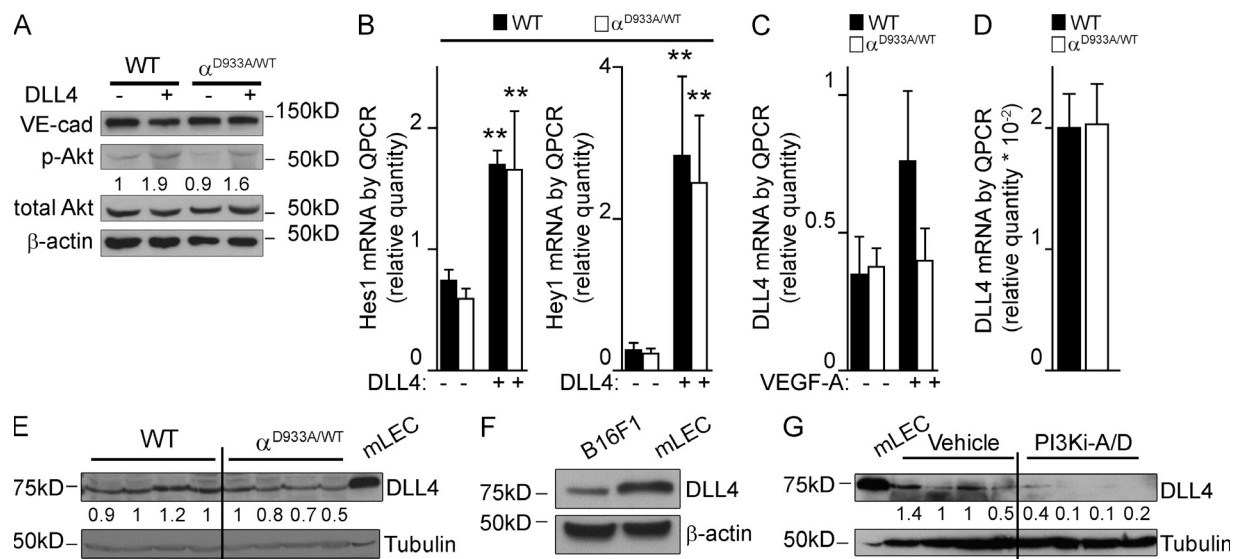 A
WT
αD933A/WT
DLL4
-
+
-
+
VE-cad
150kD
p-Akt
50kD
1
1.9
0.9
1.6
total Akt
50kD
β-actin
50kD
B
WT
αD933A/WT
Hes1 mRNA by QPCR
(relative quantity)
2
1
0
**
**
DLL4:
-
-
+
+
Hey1 mRNA by QPCR
(relative quantity)
4
2
0
**
**
DLL4:
-
-
+
+
C
WT
αD933A/WT
DLL4 mRNA by QPCR
(relative quantity)
1
0.5
0
VEGF-A:
-
-
+
+
D
WT
αD933A/WT
DLL4 mRNA by QPCR
(relative quantity * 10-2)
2
1
0
E
WT
αD933A/WT
mLEC
75kD
DLL4
0.9
1
1.2
1
1
0.8
0.7
0.5
50kD
Tubulin
F
B16F1
mLEC
75kD
DLL4
50kD
β-actin
G
mLEC
Vehicle
PI3Ki-A/D
75kD
DLL4
1.4
1
1
0.5
0.4
0.1
0.1
0.2
50kD
Tubulin